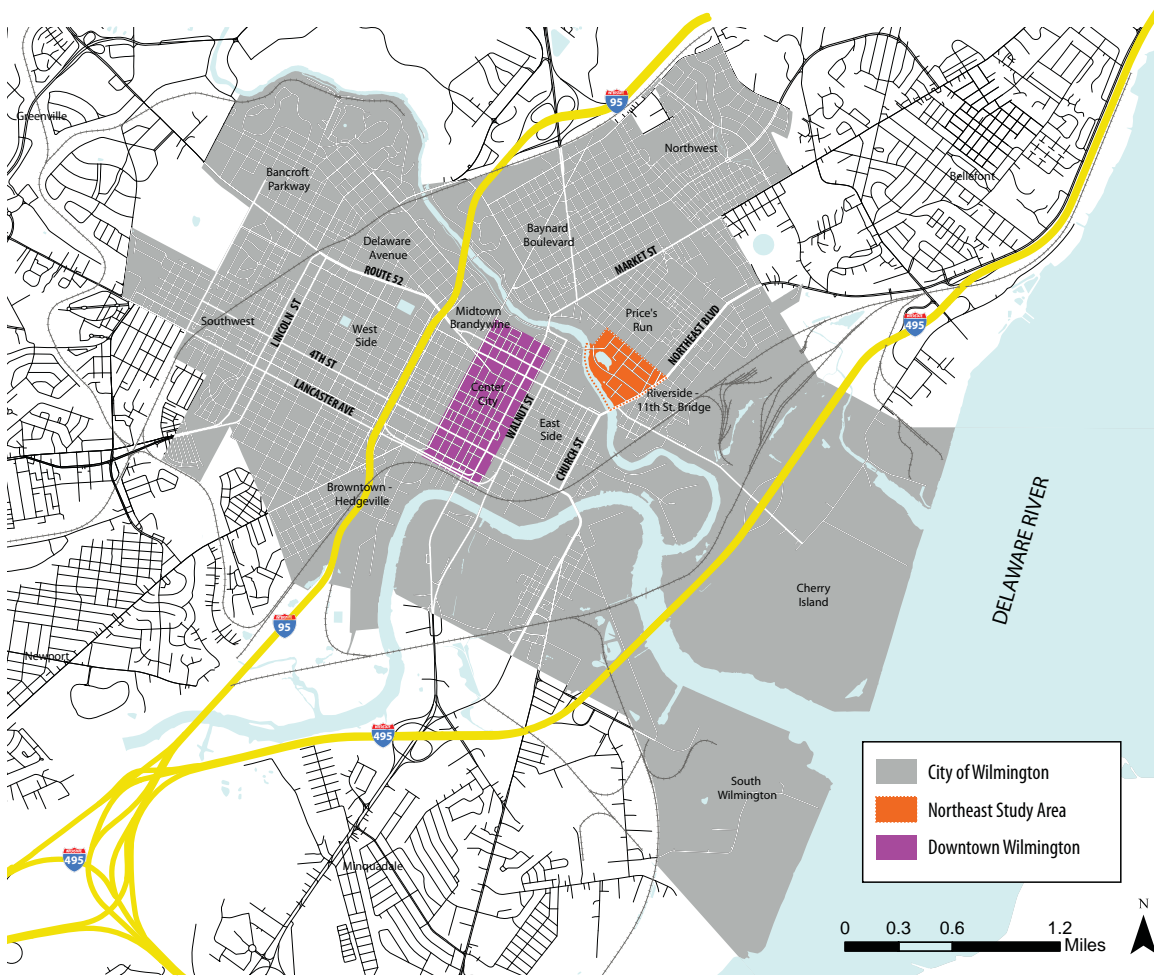 95
Greenville
Northwest
Bancroft
Parkway
Bellefont
Baynard
Boulevard
Delaware
Avenue
MARKET ST
ROUTE 52
Midtown
Brandywine
Price's
Run
LINCOLN ST
Southwest
West
Side
NORTHEAST BLVD
495
4TH ST
LANCASTER AVE
Center
City
WALNUT ST
Riverside -
11th St. Bridge
East
Side
CHURCH ST
Browntown -
Hedgeville
DELAWARE RIVER
Cherry
Island
95
Newport
495
South
Wilmington
City of Wilmington
Northeast Study Area
Downtown Wilmington
495
Minquadale
N
0 0.3 0.6 1.2
Miles